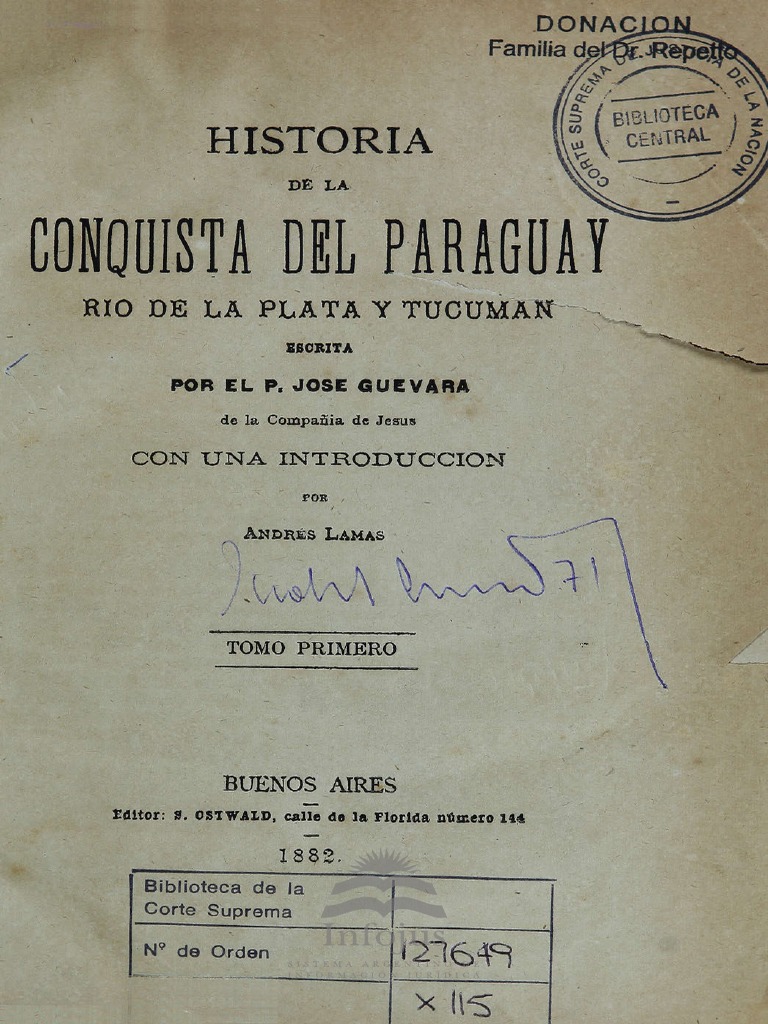 DONACION
Familia del Dr. Repetto
CORTE SUPREMA DE JUSTICIA DE LA NACION
BIBLIOTECA
CENTRAL
HISTORIA
DE LA
CONQUISTA DEL PARAGUAY
RIO DE LA PLATA Y TUCUMAN
ESCRITA
POR EL P. JOSE GUEVARA
de la Compañia de Jesus
CON UNA INTRODUCCION
POR
ANDRÉS LAMAS
71
TOMO PRIMERO
BUENOS AIRES
Editor: S. OSTWALD, calle de la Florida número 144
1882.
Biblioteca de la
Corte Suprema
Nº de Orden 127649
X 115
Infojus